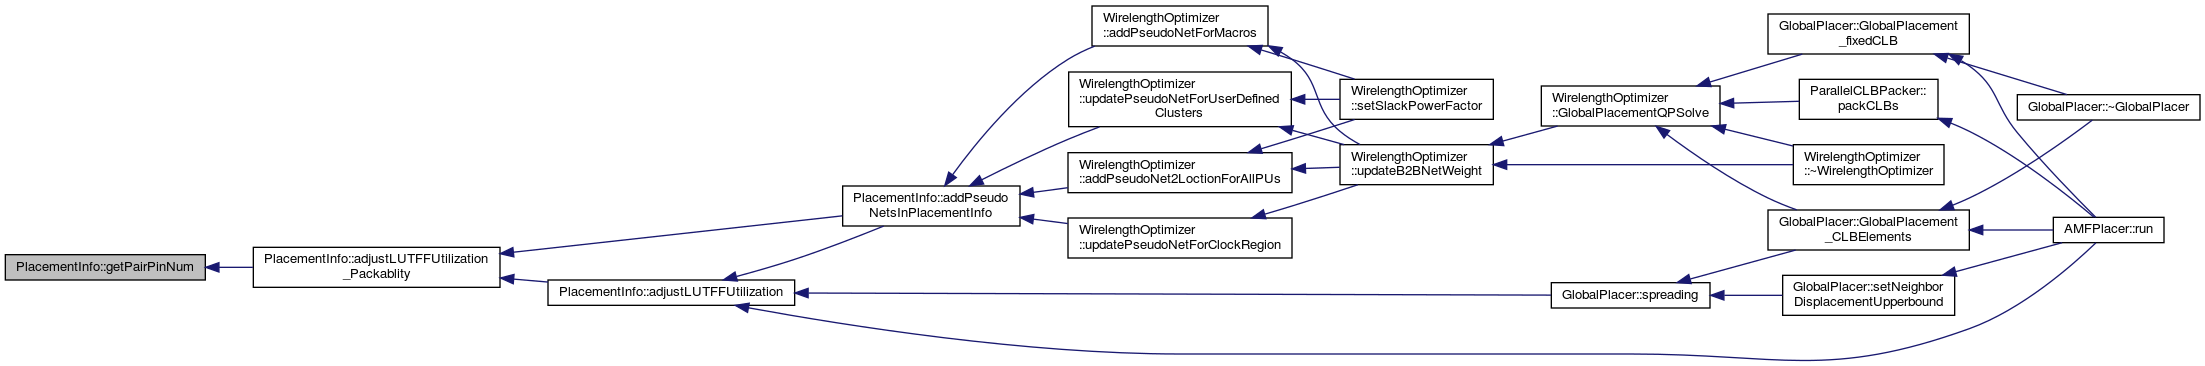 PlacementInfo::getPairPinNum
PlacementInfo::adjustLUTFFUtilization
_Packablity
PlacementInfo::adjustLUTFFUtilization
PlacementInfo::addPseudo
NetsInPlacementInfo
WirelengthOptimizer
::addPseudoNetForMacros
WirelengthOptimizer
::updatePseudoNetForUserDefined
Clusters
WirelengthOptimizer
::addPseudoNet2LoctionForAllPUs
WirelengthOptimizer
::updatePseudoNetForClockRegion
WirelengthOptimizer
::setSlackPowerFactor
WirelengthOptimizer
::updateB2BNetWeight
WirelengthOptimizer
::GlobalPlacementQPSolve
GlobalPlacer::spreading
GlobalPlacer::GlobalPlacement
_fixedCLB
ParallelCLBPacker::
packCLBs
WirelengthOptimizer
::~WirelengthOptimizer
GlobalPlacer::GlobalPlacement
_CLBElements
GlobalPlacer::setNeighbor
DisplacementUpperbound
GlobalPlacer::~GlobalPlacer
AMFPlacer::run